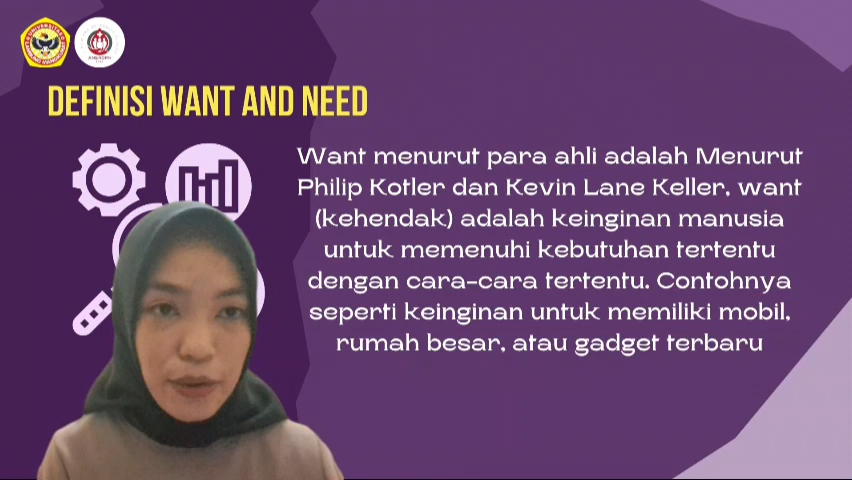 DEFINISI WANT AND NEED
Want menurut para ahli adalah Menurut
Philip Kotler dan Kevin Lane Keller, want
(kehendak) adalah keinginan manusia
untuk memenuhi kebutuhan tertentu
dengan cara-cara tertentu. Contohnya
seperti keinginan untuk memiliki mobil,
rumah besar, atau gadget terbaru